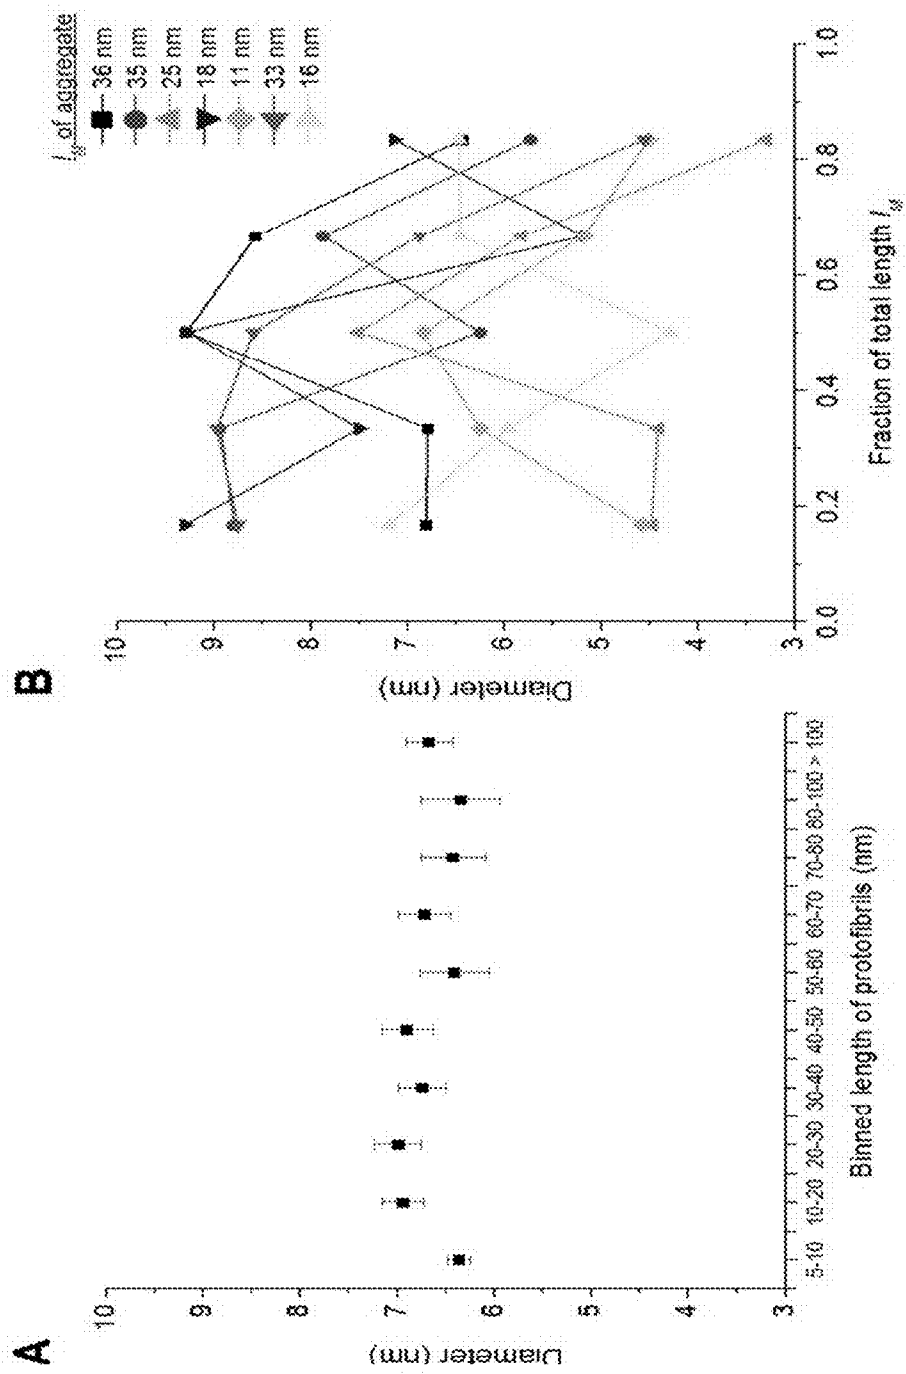 A
Diameter (nm)
10
9
8
7
6
5
4
3
5-10 10-20 20-30 30-40 40-50 50-60 60-70 70-80 80-100 > 100
Binned length of protofibrils (nm)
B
Diameter (nm)
10
9
8
7
6
5
4
3
0.0 0.2 0.4 0.6 0.8 1.0
Fraction of total length
of aggregate
36 nm
35 nm
25 nm
18 nm
11 nm
33 nm
16 nm